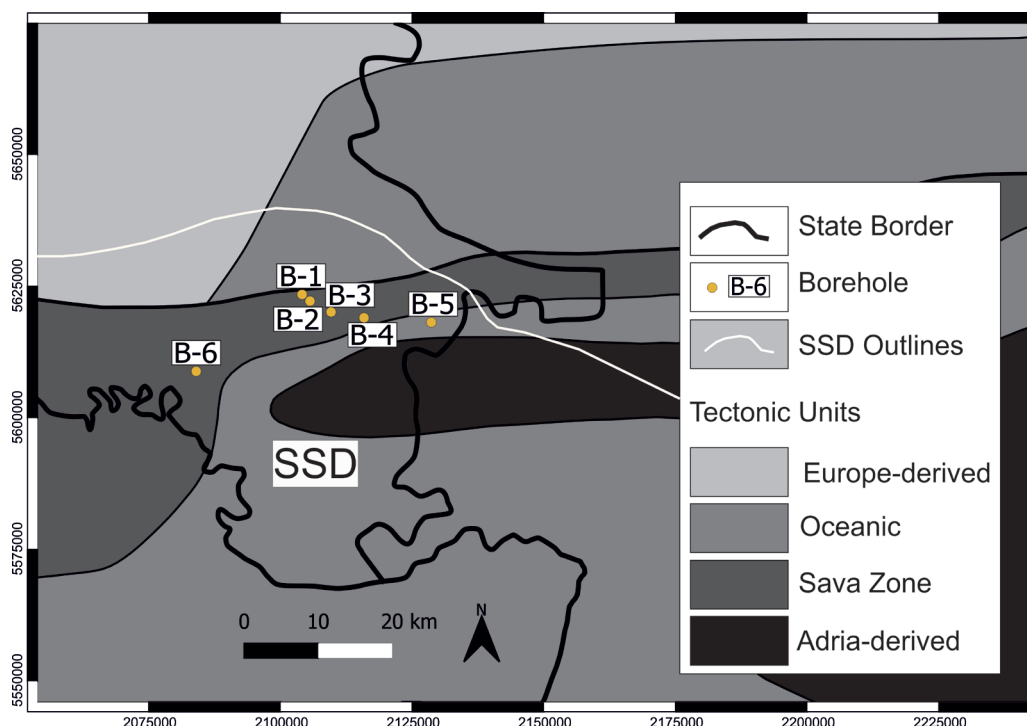 5650000
5625000
5600000
5575000
5550000
B-1
B-2
B-3
B-4
B-5
B-6
SSD
0 10 20 km
N
State Border
B-6 Borehole
SSD Outlines
Tectonic Units
Europe-derived
Oceanic
Sava Zone
Adria-derived
2075000 2100000 2125000 2150000 2175000 2200000 2225000